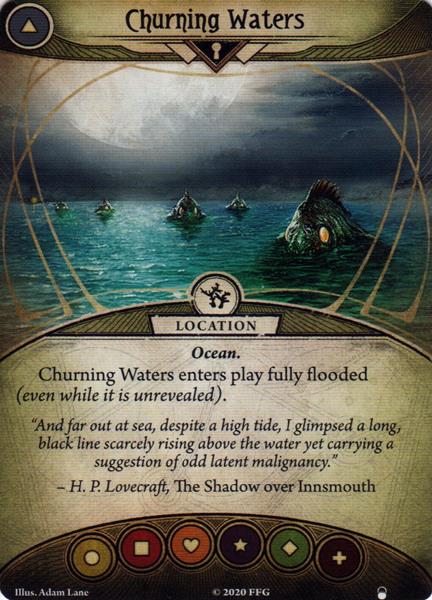 Churning Waters
LOCATION
Ocean.
Churning Waters enters play fully flooded
(even while it is unrevealed).
“And far out at sea, despite a high tide, I glimpsed a long,
black line scarcely rising above the water yet carrying a
suggestion of odd latent malignancy.”
– H. P. Lovecraft, The Shadow over Innsmouth
Illus. Adam Lane
© 2020 FFG